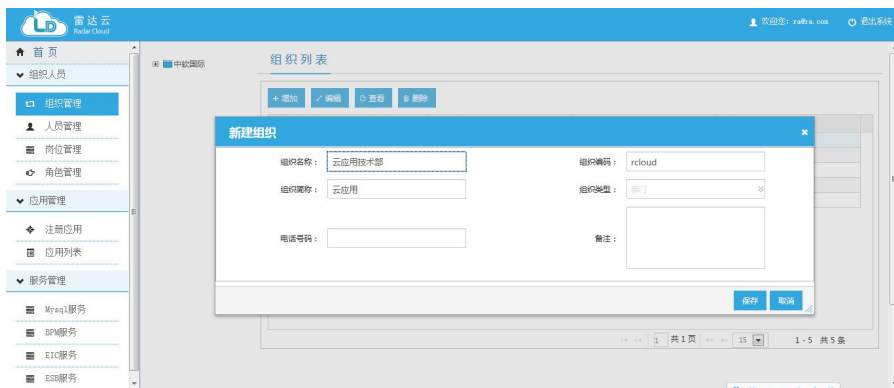 雷达云
Radar Cloud
欢迎您: ra@ra.com 退出系统
首页
组织人员
组织管理
人员管理
岗位管理
角色管理
应用管理
注册应用
应用列表
服务管理
Mysql服务
BPM服务
EIC服务
ESB服务
中软国际
组织列表
+ 增加 编辑 查看 删除
新建组织 ×
组织名称: 云应用技术部 组织编码: rcloud
组织简称: 云应用 组织类型: 部门
电话号码: 备注:
保存 取消
1 共1页 15 1-5 共5条